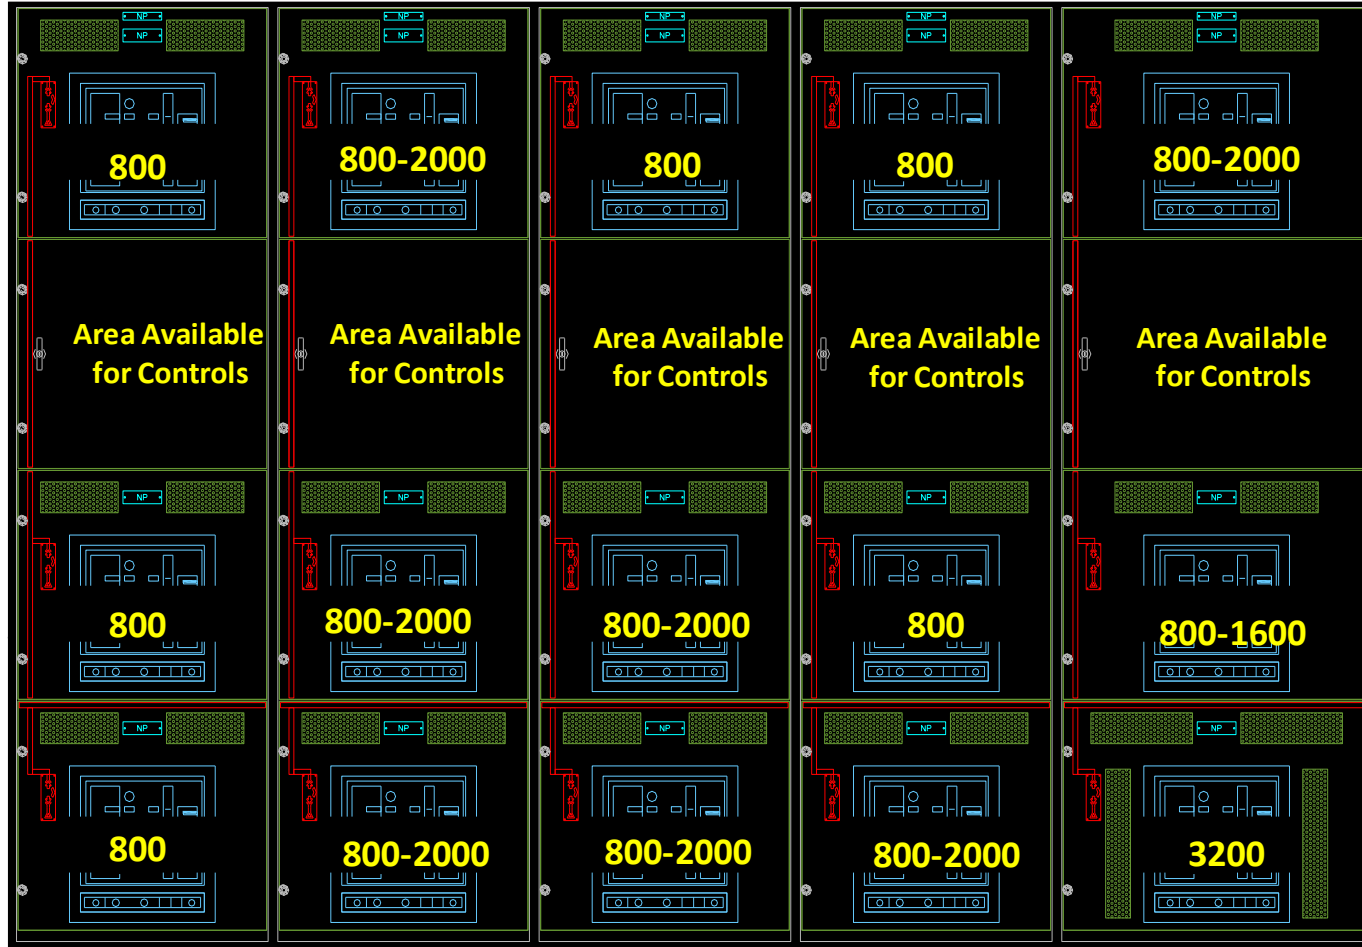 NP NP NP NP NP
NP NP NP NP NP
800 800-2000 800 800 800-2000
Area Available Area Available Area Available Area Available Area Available
for Controls for Controls for Controls for Controls for Controls
NP NP NP NP NP
800 800-2000 800-2000 800 800-1600
NP NP NP NP NP
800 800-2000 800-2000 800-2000 3200